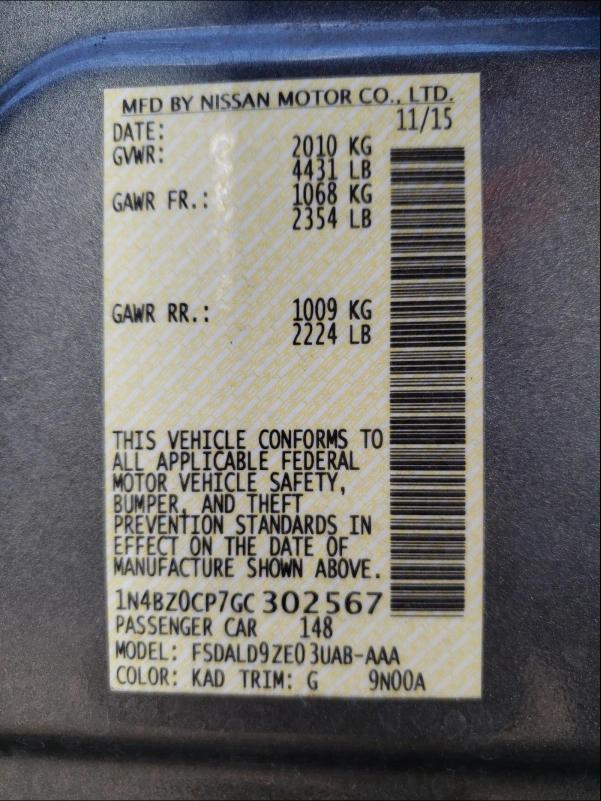 MFD BY NISSAN MOTOR CO., LTD.
DATE: 11/15
GVWR: 2010 KG
4431 LB
GAWR FR.: 1068 KG
2354 LB
GAWR RR.: 1009 KG
2224 LB
THIS VEHICLE CONFORMS TO
ALL APPLICABLE FEDERAL
MOTOR VEHICLE SAFETY,
BUMPER, AND THEFT
PREVENTION STANDARDS IN
EFFECT ON THE DATE OF
MANUFACTURE SHOWN ABOVE.
1N4BZ0CP7GC302567
PASSENGER CAR 148
MODEL: FSDALD9ZE03UAB-AAA
COLOR: KAD TRIM: G 9N00A